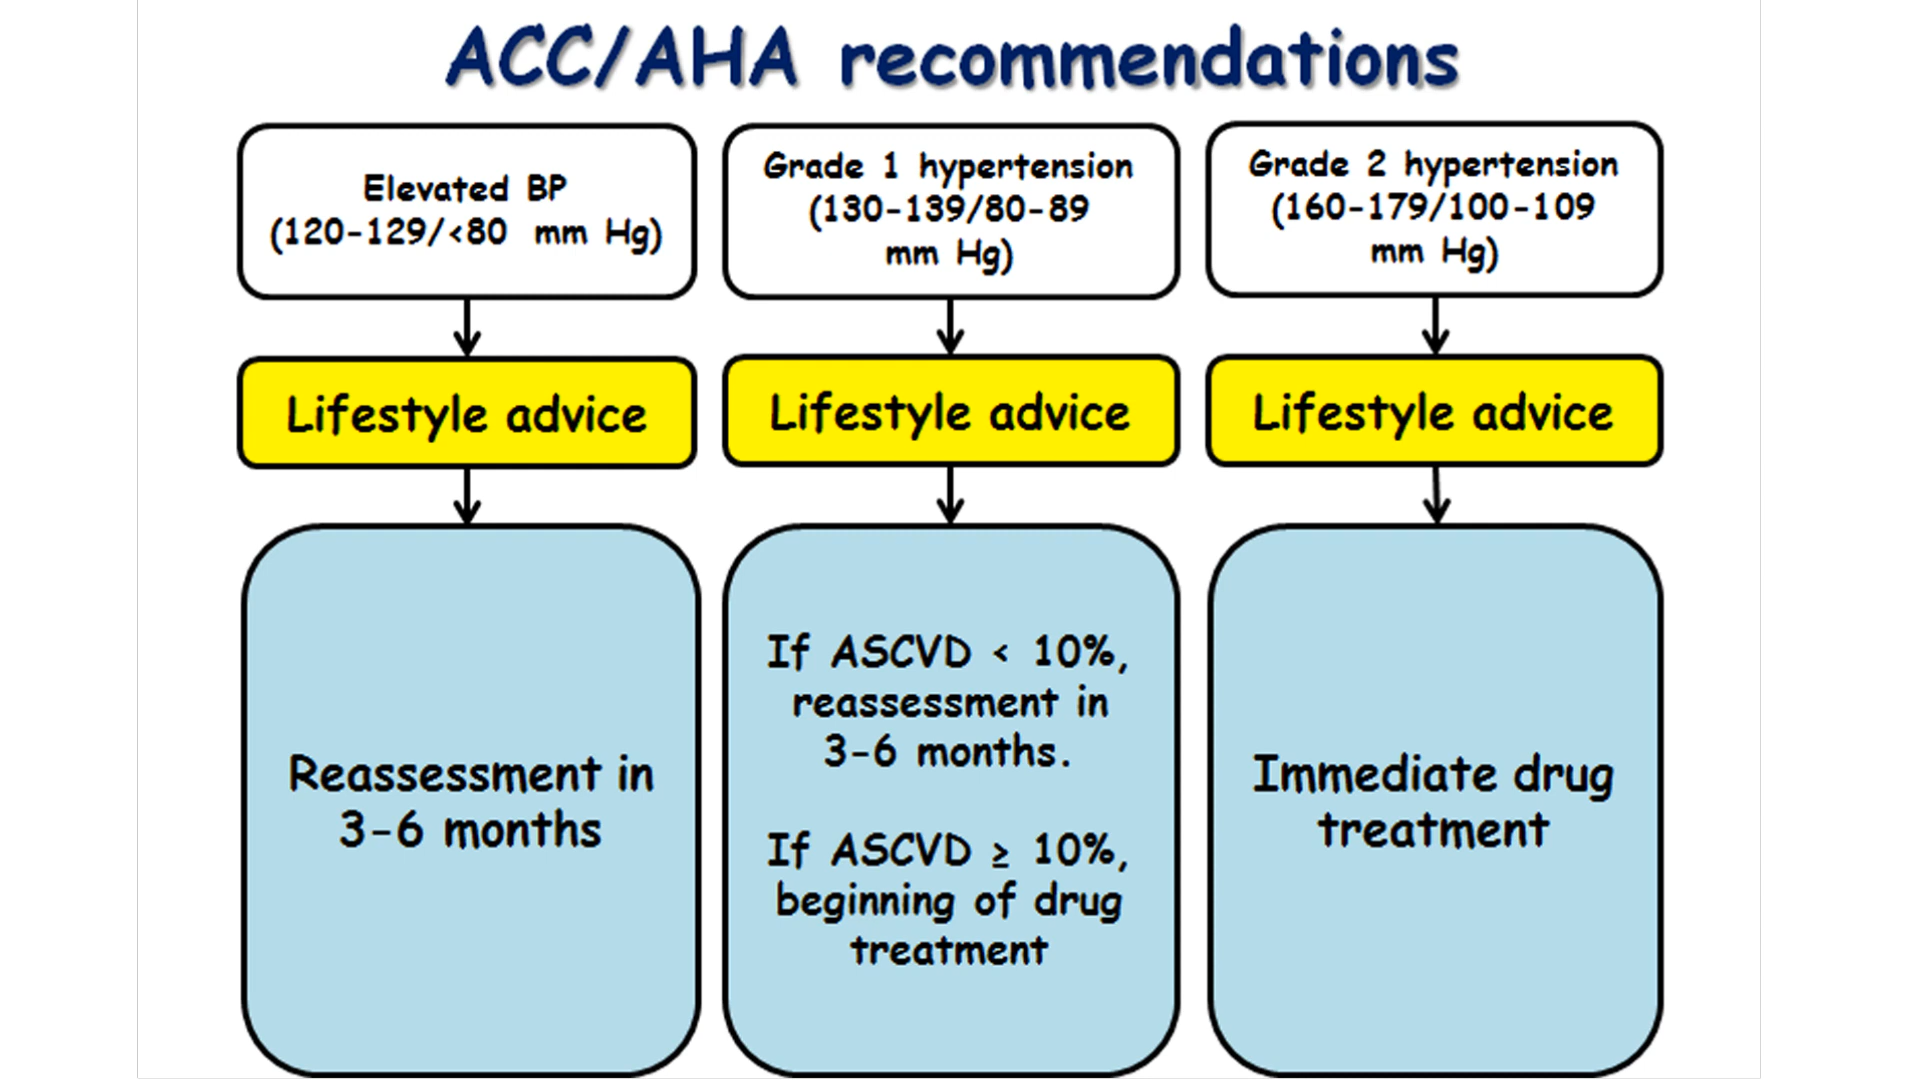 ACC/AHA recommendations
Elevated BP
(120-129/<80 mm Hg)
Grade 1 hypertension
(130-139/80-89
mm Hg)
Grade 2 hypertension
(160-179/100-109
mm Hg)
Lifestyle advice
Lifestyle advice
Lifestyle advice
Reassessment in
3-6 months
If ASCVD < 10%,
reassessment in
3-6 months.
If ASCVD ≥ 10%,
beginning of drug
treatment
Immediate drug
treatment